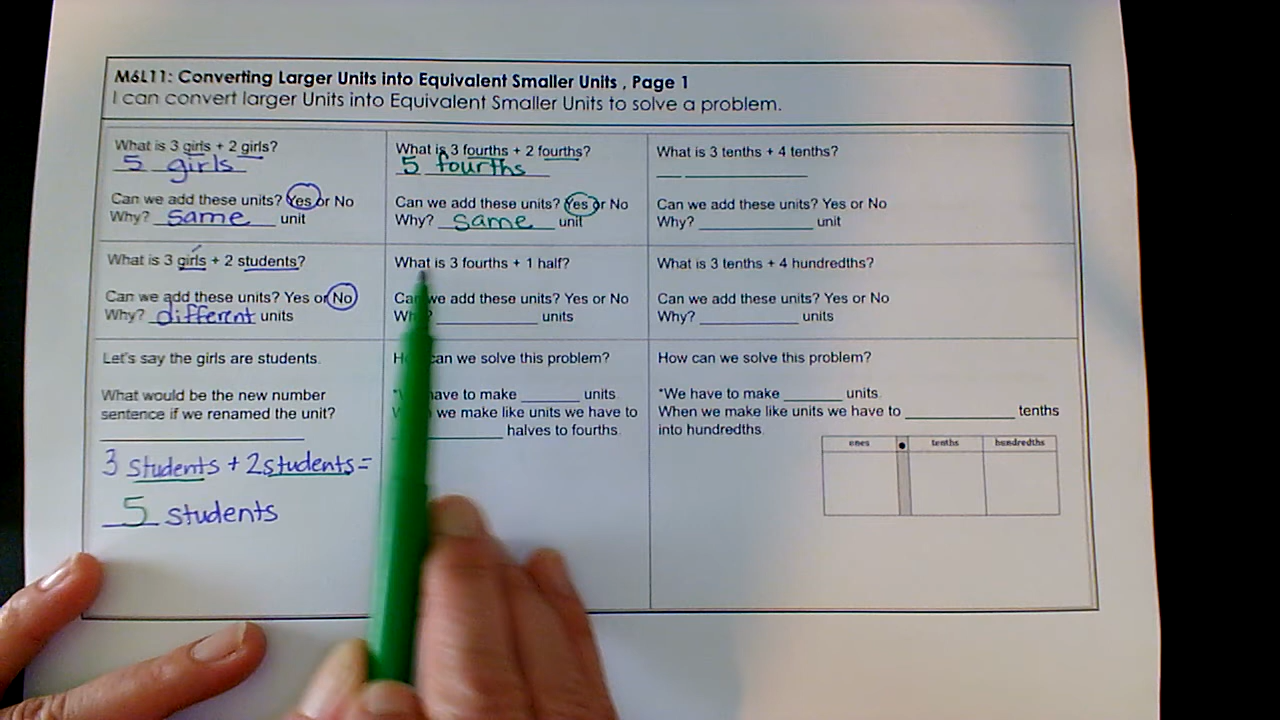 M6L11: Converting Larger Units into Equivalent Smaller Units , Page 1
I can convert larger Units into Equivalent Smaller Units to solve a problem.
What is 3 girls + 2 girls?
5 girls
Can we add these units? Yes or No
Why? same unit
What is 3 fourths + 2 fourths?
5 fourths
Can we add these units? Yes or No
Why? same unit
What is 3 tenths + 4 tenths?
Can we add these units? Yes or No
Why? unit
What is 3 girls + 2 students?
Can we add these units? Yes or No
Why? different units
What is 3 fourths + 1 half?
Can we add these units? Yes or No
Why? units
What is 3 tenths + 4 hundredths?
Can we add these units? Yes or No
Why? units
Let's say the girls are students.
What would be the new number
sentence if we renamed the unit?
3 students + 2 students =
5 students
can we solve this problem?
have to make units
we make like units we have to
halves to fourths.
How can we solve this problem?
*We have to make units.
When we make like units we have to tenths
into hundredths.
ones . tenths hundredths